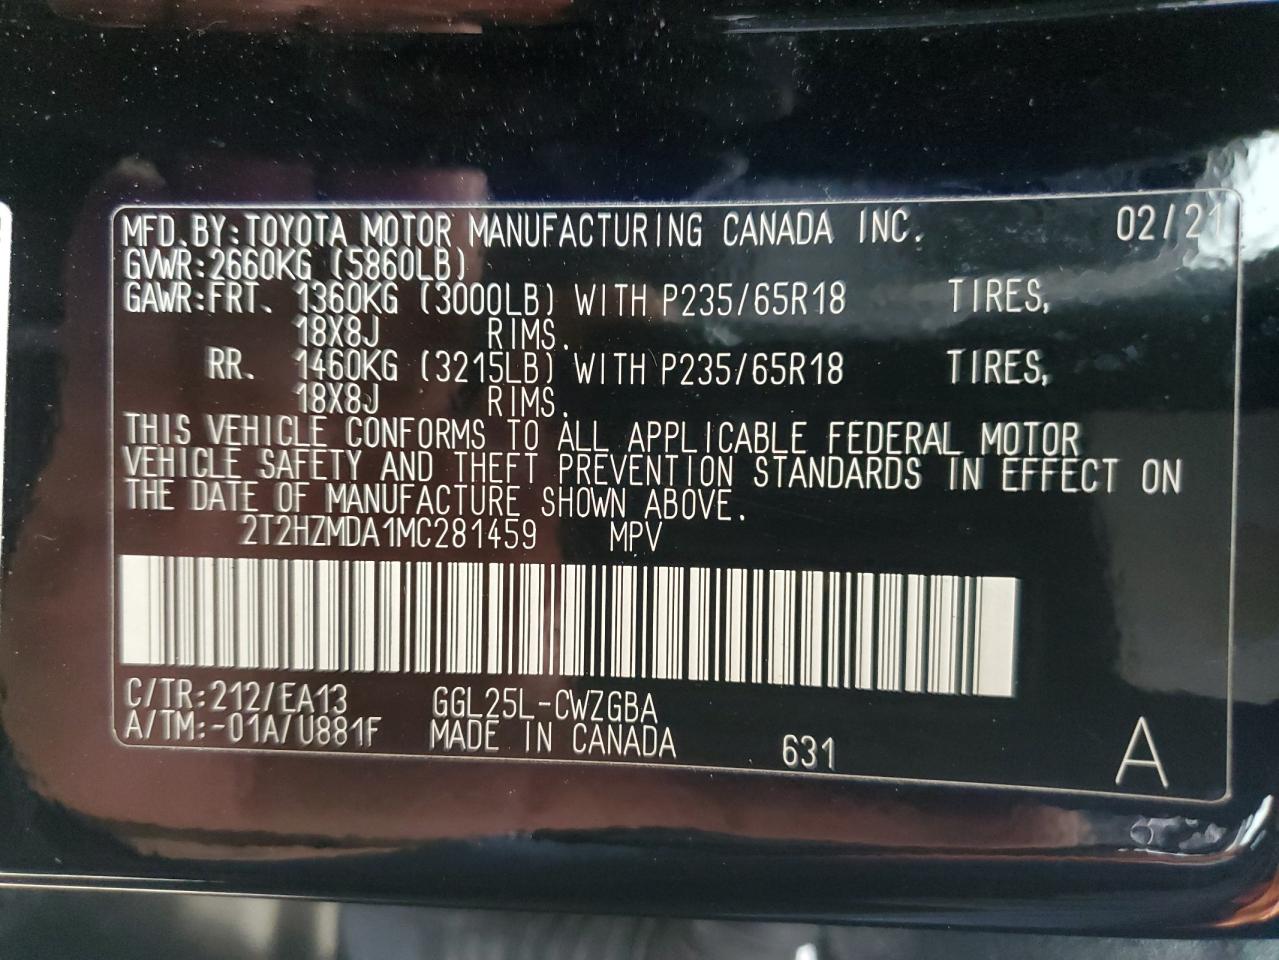 MFD.BY:TOYOTA MOTOR MANUFACTURING CANADA INC. 02/21
GVWR:2660KG (5860LB)
GAWR:FRT. 1360KG (3000LB) WITH P235/65R18 TIRES,
18X8J RIMS.
RR. 1460KG (3215LB) WITH P235/65R18 TIRES,
18X8J RIMS.
THIS VEHICLE CONFORMS TO ALL APPLICABLE FEDERAL MOTOR
VEHICLE SAFETY AND THEFT PREVENTION STANDARDS IN EFFECT ON
THE DATE OF MANUFACTURE SHOWN ABOVE.
2T2HZMDA1MC281459 MPV
C/TR:212/EA13 GGL25L-CWZGBA
A/TM:-01A/U881F MADE IN CANADA 631 A